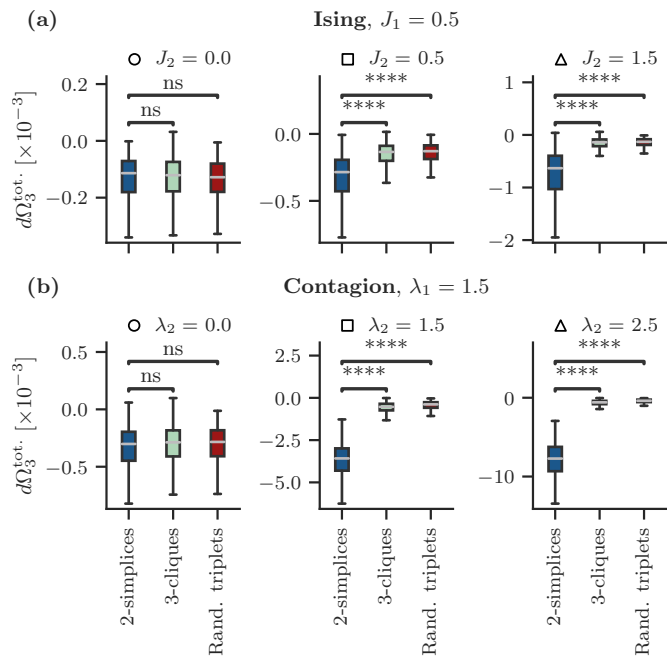 (a) Ising, J₁ = 0.5
○ J₂ = 0.0 □ J₂ = 0.5 △ J₂ = 1.5
dΩ₃ᵗᵒᵗ· [×10⁻³]
0.2
0.0
−0.2
ns
ns
0.0
−0.5
****
****
1
0
−1
−2
****
****
(b) Contagion, λ₁ = 1.5
○ λ₂ = 0.0 □ λ₂ = 1.5 △ λ₂ = 2.5
dΩ₃ᵗᵒᵗ· [×10⁻³]
0.5
0.0
−0.5
ns
ns
2.5
0.0
−2.5
−5.0
****
****
0
−10
****
****
2-simplices
3-cliques
Rand. triplets
2-simplices
3-cliques
Rand. triplets
2-simplices
3-cliques
Rand. triplets